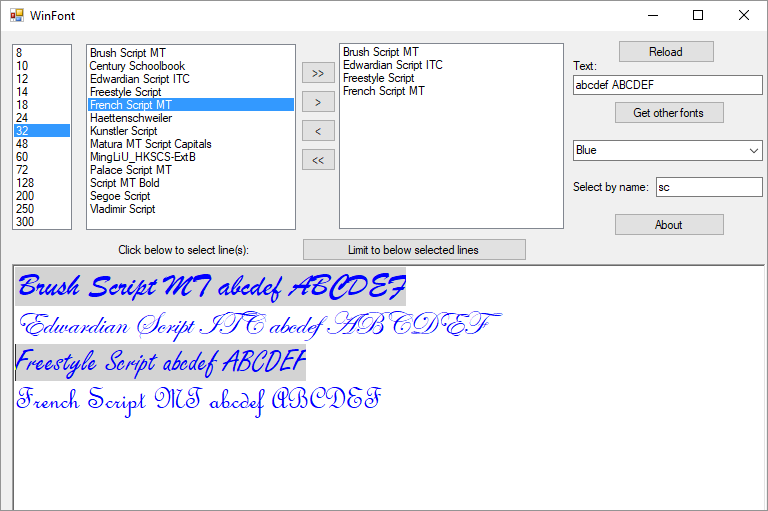 WinFont
8
10
12
14
18
24
32
48
60
72
128
200
250
300
Brush Script MT
Century Schoolbook
Edwardian Script ITC
Freestyle Script
French Script MT
Haettenschweiler
Kunstler Script
Matura MT Script Capitals
MingLiU_HKSCS-ExtB
Palace Script MT
Script MT Bold
Segoe Script
Vladimir Script
>>
>
<
<<
Brush Script MT
Edwardian Script ITC
Freestyle Script
French Script MT
Reload
Text:
abcdef ABCDEF
Get other fonts
Blue
Select by name: sc
About
Click below to select line(s): Limit to below selected lines
Brush Script MT abcdef ABCDEF
Edwardian Script ITC abcdef ABCDEF
Freestyle Script abcdef ABCDEF
French Script MT abcdef ABCDEF